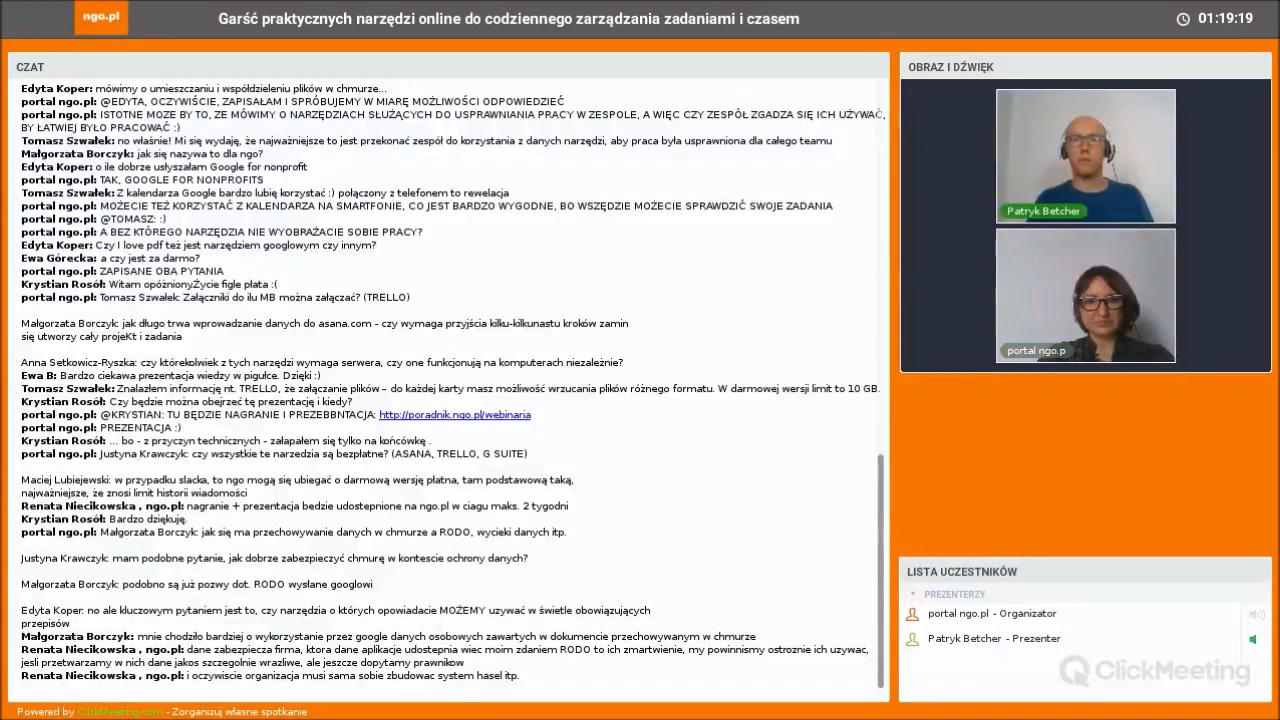 ngo.pl
Garść praktycznych narzędzi online do codziennego zarządzania zadaniami i czasem
01:19:19
CZAT
Edyta Koper: mówimy o umieszczaniu i współdzieleniu plików w chmurze...
portal ngo.pl: @EDYTA, OCZYWIŚCIE, ZAPISAŁAM I SPRÓBUJEMY W MIARĘ MOŻLIWOŚCI ODPOWIEDZIEĆ
portal ngo.pl: ISTOTNE MOZE BY TO, ZE MÓWIMY O NARZĘDZIACH SŁUŻĄCYCH DO USPRAWNIANIA PRACY W ZESPOLE, A WIĘC CZY ZESPÓŁ ZGADZA SIĘ ICH UŻYWAĆ,
BY ŁATWIEJ BYŁO PRACOWAĆ :)
Tomasz Szwałek: no właśnie! Mi się wydaję, że najważniejsze to jest przekonać zespół do korzystania z danych narzędzi, aby praca była usprawniona dla całego teamu
Małgorzata Borczyk: jak się nazywa to dla ngo?
Edyta Koper: o ile dobrze usłyszałam Google for nonprofit
portal ngo.pl: TAK, GOOGLE FOR NONPROFITS
Tomasz Szwałek: Z kalendarza Google bardzo lubię korzystać :) połączony z telefonem to rewelacja
portal ngo.pl: MOŻECIE TEŻ KORZYSTAĆ Z KALENDARZA NA SMARTFONIE, CO JEST BARDZO WYGODNE, BO WSZĘDZIE MOŻECIE SPRAWDZIĆ SWOJE ZADANIA
portal ngo.pl: @TOMASZ: :)
portal ngo.pl: A BEZ KTÓREGO NARZĘDZIA NIE WYOBRAŻACIE SOBIE PRACY?
Edyta Koper: Czy I love pdf też jest narzędziem googlowym czy innym?
Ewa Górecka: a czy jest za darmo?
portal ngo.pl: ZAPISANE OBA PYTANIA
Krystian Rosół: Witam opóźniony.Życie figle płata :(
portal ngo.pl: Tomasz Szwałek: Załączniki do ilu MB można załączać? (TRELLO)
Małgorzata Borczyk: jak długo trwa wprowadzanie danych do asana.com - czy wymaga przyjścia kilku-kilkunastu kroków zamin
się utworzy cały projeKt i zadania
Anna Setkowicz-Ryszka: czy którekolwiek z tych narzędzi wymaga serwera, czy one funkcjonują na komputerach niezależnie?
Ewa B: Bardzo ciekawa prezentacja wiedzy w pigułce. Dzięki :)
Tomasz Szwałek: Znalazłem informację nt. TRELLO, że załączanie plików – do każdej karty masz możliwość wrzucania plików różnego formatu. W darmowej wersji limit to 10 GB.
Krystian Rosół: Czy będzie można obejrzeć tę prezentację i kiedy?
portal ngo.pl: @KRYSTIAN: TU BĘDZIE NAGRANIE I PREZEBBNTACJA: http://poradnik.ngo.pl/webinaria
portal ngo.pl: PREZENTACJA :)
Krystian Rosół: ... bo - z przyczyn technicznych - załapałem się tylko na końcówkę .
portal ngo.pl: Justyna Krawczyk: czy wszystkie te narzedzia są bezpłatne? (ASANA, TRELLO, G SUITE)
Maciej Lubiejewski: w przypadku slacka, to ngo mogą się ubiegać o darmową wersję płatna, tam podstawową taką,
najważniejsze, że znosi limit historii wiadomości
Renata Niecikowska , ngo.pl: nagranie + prezentacja bedzie udostepnione na ngo.pl w ciagu maks. 2 tygodni
Krystian Rosół: Bardzo dziękuję.
portal ngo.pl: Małgorzata Borczyk: jak się ma przechowywanie danych w chmurze a RODO, wycieki danych itp.
Justyna Krawczyk: mam podobne pytanie, jak dobrze zabezpieczyć chmurę w kontescie ochrony danych?
Małgorzata Borczyk: podobno są już pozwy dot. RODO wysłane googlowi
Edyta Koper: no ale kluczowym pytaniem jest to, czy narzędzia o których opowiadacie MOŻEMY uzywać w świetle obowiązujących
przepisów
Małgorzata Borczyk: mnie chodziło bardziej o wykorzystanie przez google danych osobowych zawartych w dokumencie przechowywanym w chmurze
Renata Niecikowska , ngo.pl: dane zabezpiecza firma, ktora dane aplikacje udostepnia wiec moim zdaniem RODO to ich zmartwienie, my powinnismy ostroznie ich uzywac,
jesli przetwarzamy w nich dane jakos szczegolnie wrazliwe, ale jeszcze dopytamy prawnikow
Renata Niecikowska , ngo.pl: i oczywiscie organizacja musi sama sobie zbudowac system hasel itp.
OBRAZ I DŹWIĘK
Patryk Betcher
portal ngo.p
LISTA UCZESTNIKÓW
PREZENTERZY
portal ngo.pl - Organizator
Patryk Betcher - Prezenter
ClickMeeting
Powered by ClickMeeting.com - Zorganizuj własne spotkanie